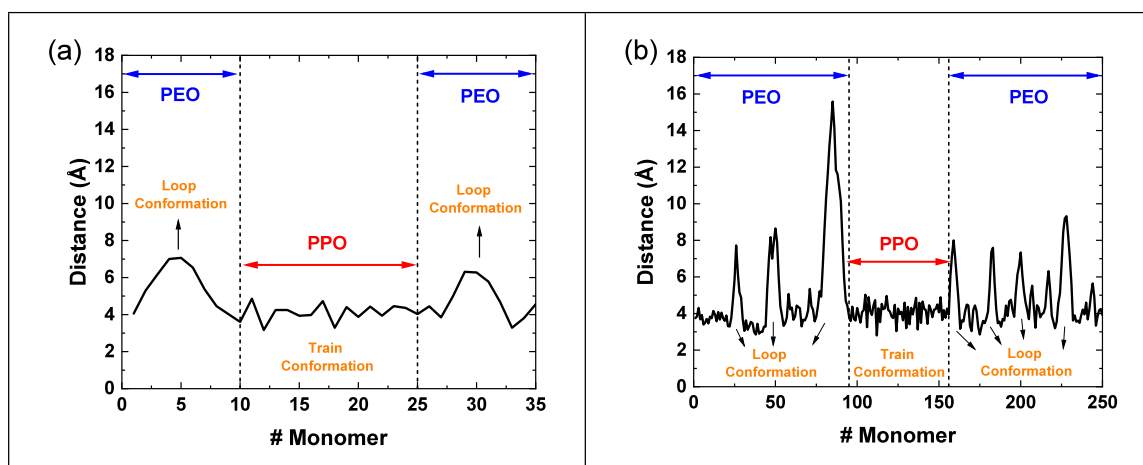 (a)
18
16
14
12
10
8
6
4
2
0
Distance (Å)
PEO
PEO
Loop
Conformation
Loop
Conformation
PPO
Train
Conformation
0 5 10 15 20 25 30 35
# Monomer
(b)
18
16
14
12
10
8
6
4
2
0
Distance (Å)
PEO
PEO
PPO
Loop
Conformation
Train
Conformation
Loop
Conformation
0 50 100 150 200 250
# Monomer